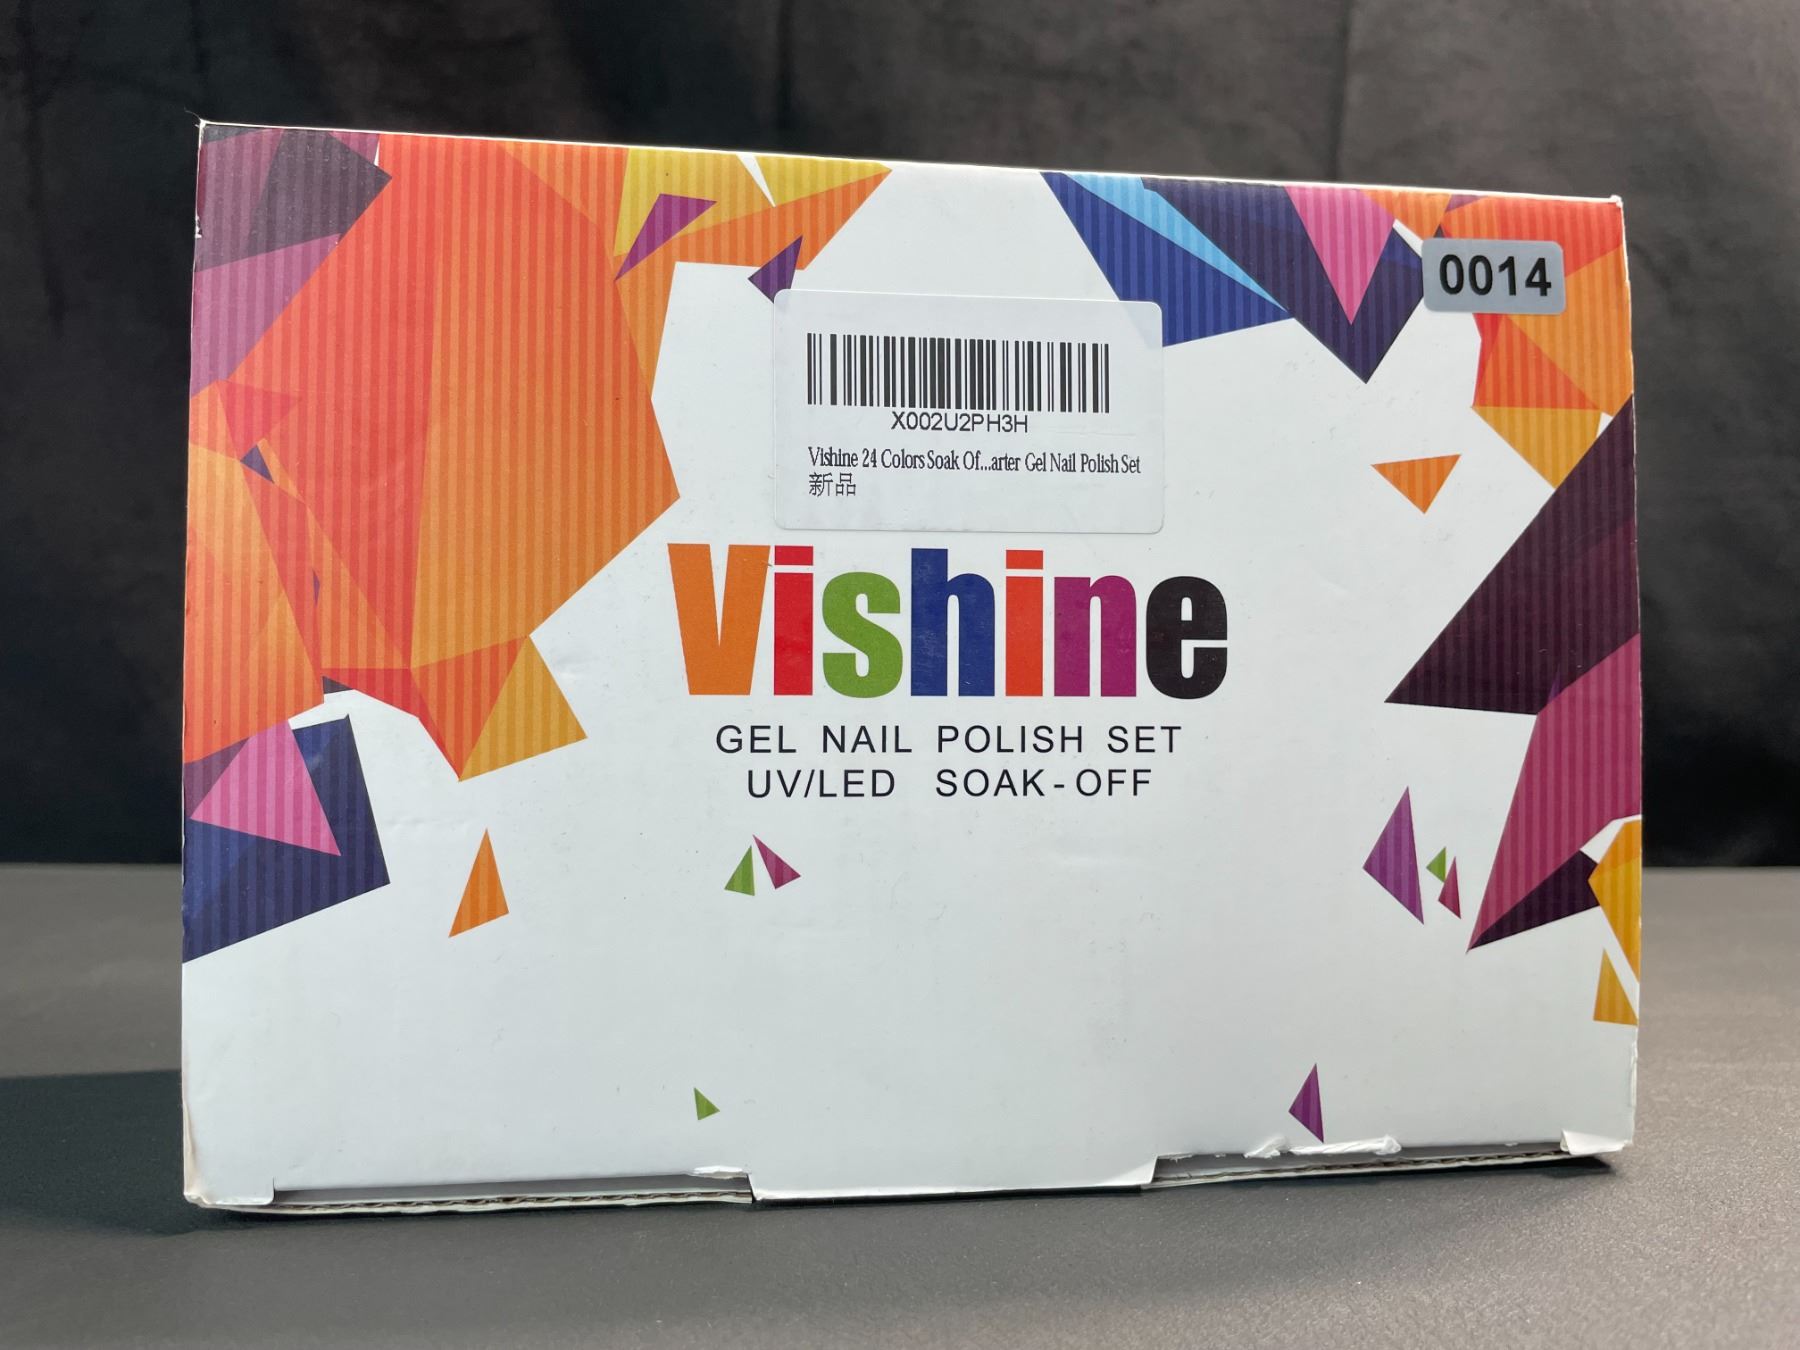 0014
X002U2PH3H
Vishine 24 Colors Soak Of...arter Gel Nail Polish Set
新品
Vishine
GEL NAIL POLISH SET
UV/LED SOAK-OFF